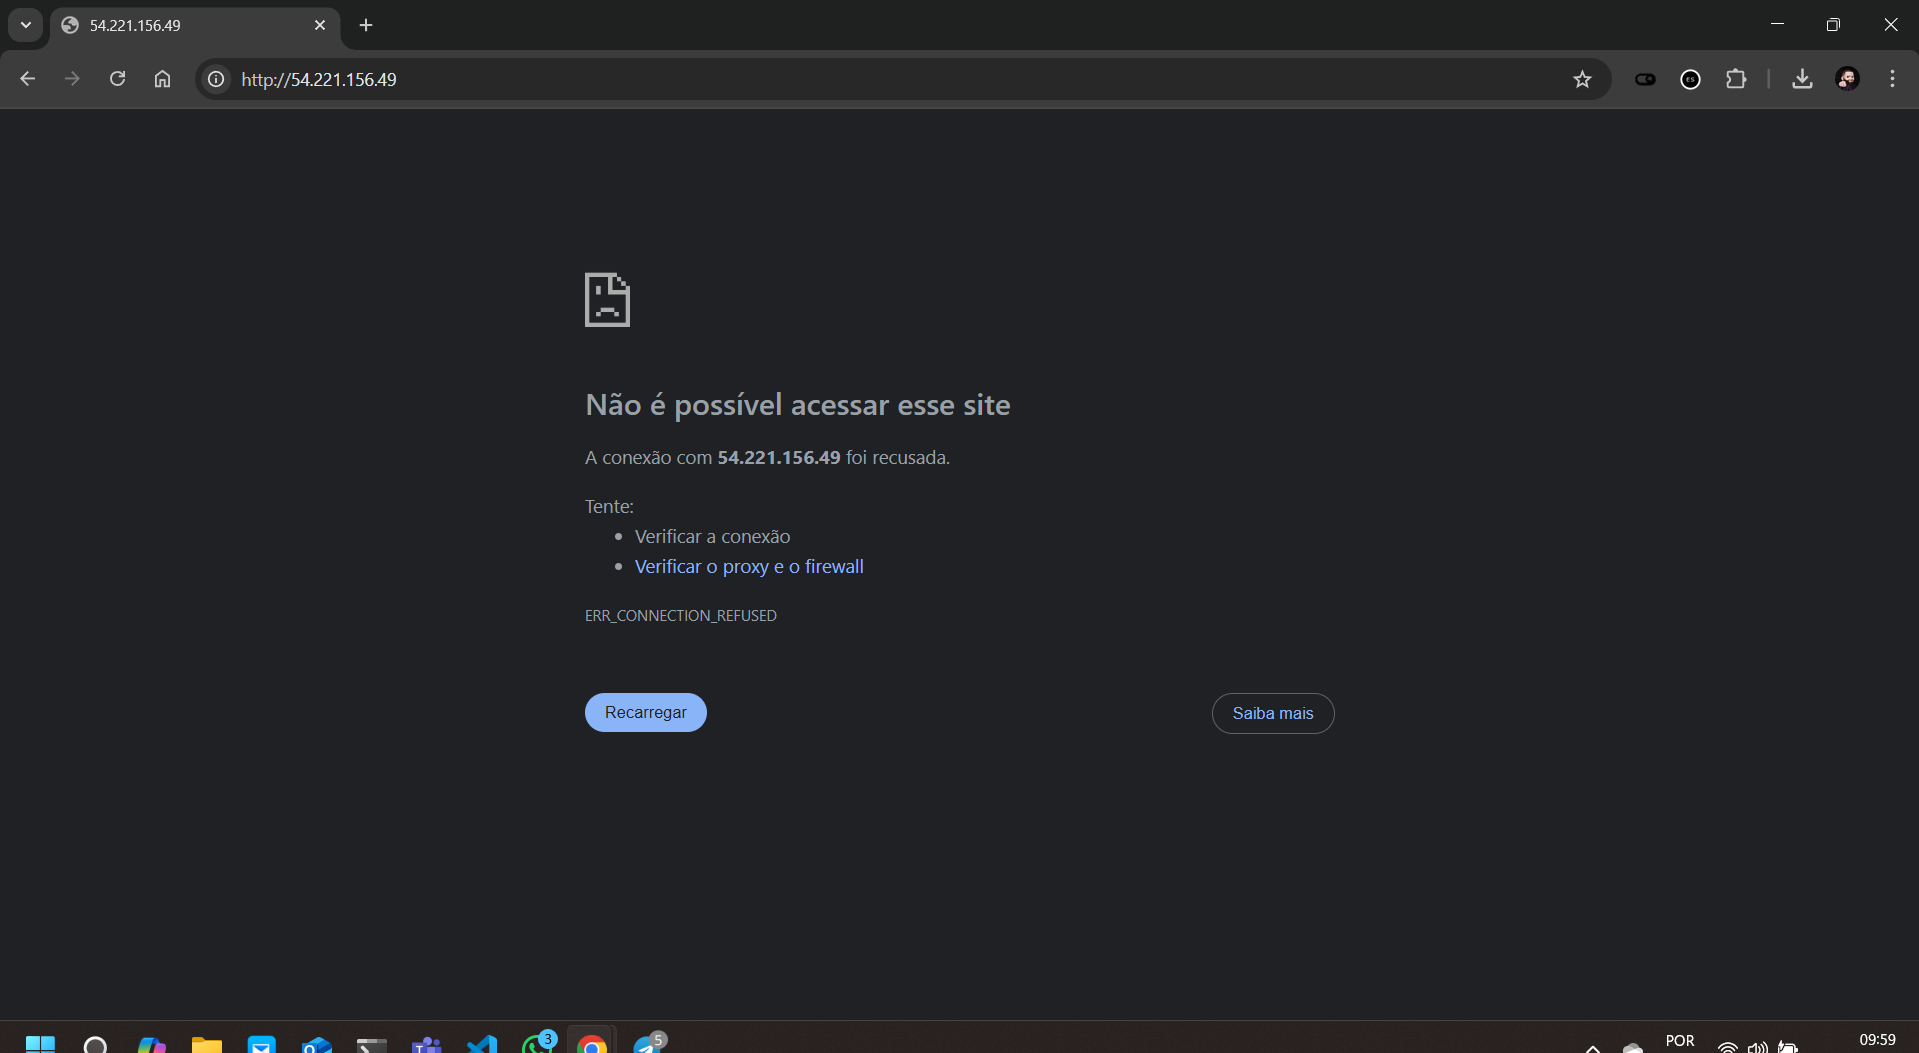 54.221.156.49
http://54.221.156.49
ES
Não é possível acessar esse site
A conexão com 54.221.156.49 foi recusada.
Tente:
Verificar a conexão
Verificar o proxy e o firewall
ERR_CONNECTION_REFUSED
Recarregar
Saiba mais
3
5
POR
09:59